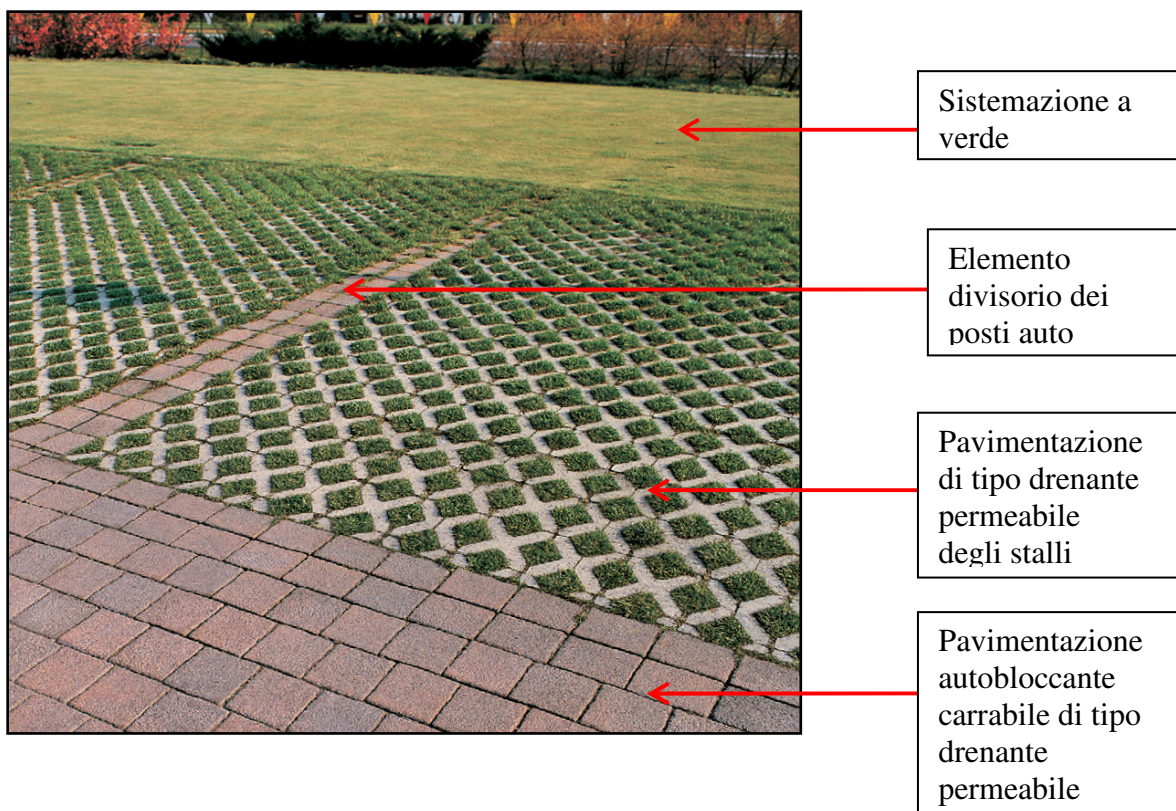 Sistemazione a
verde
Elemento
divisorio dei
posti auto
Pavimentazione
di tipo drenante
permeabile
degli stalli
Pavimentazione
autobloccante
carrabile di tipo
drenante
permeabile